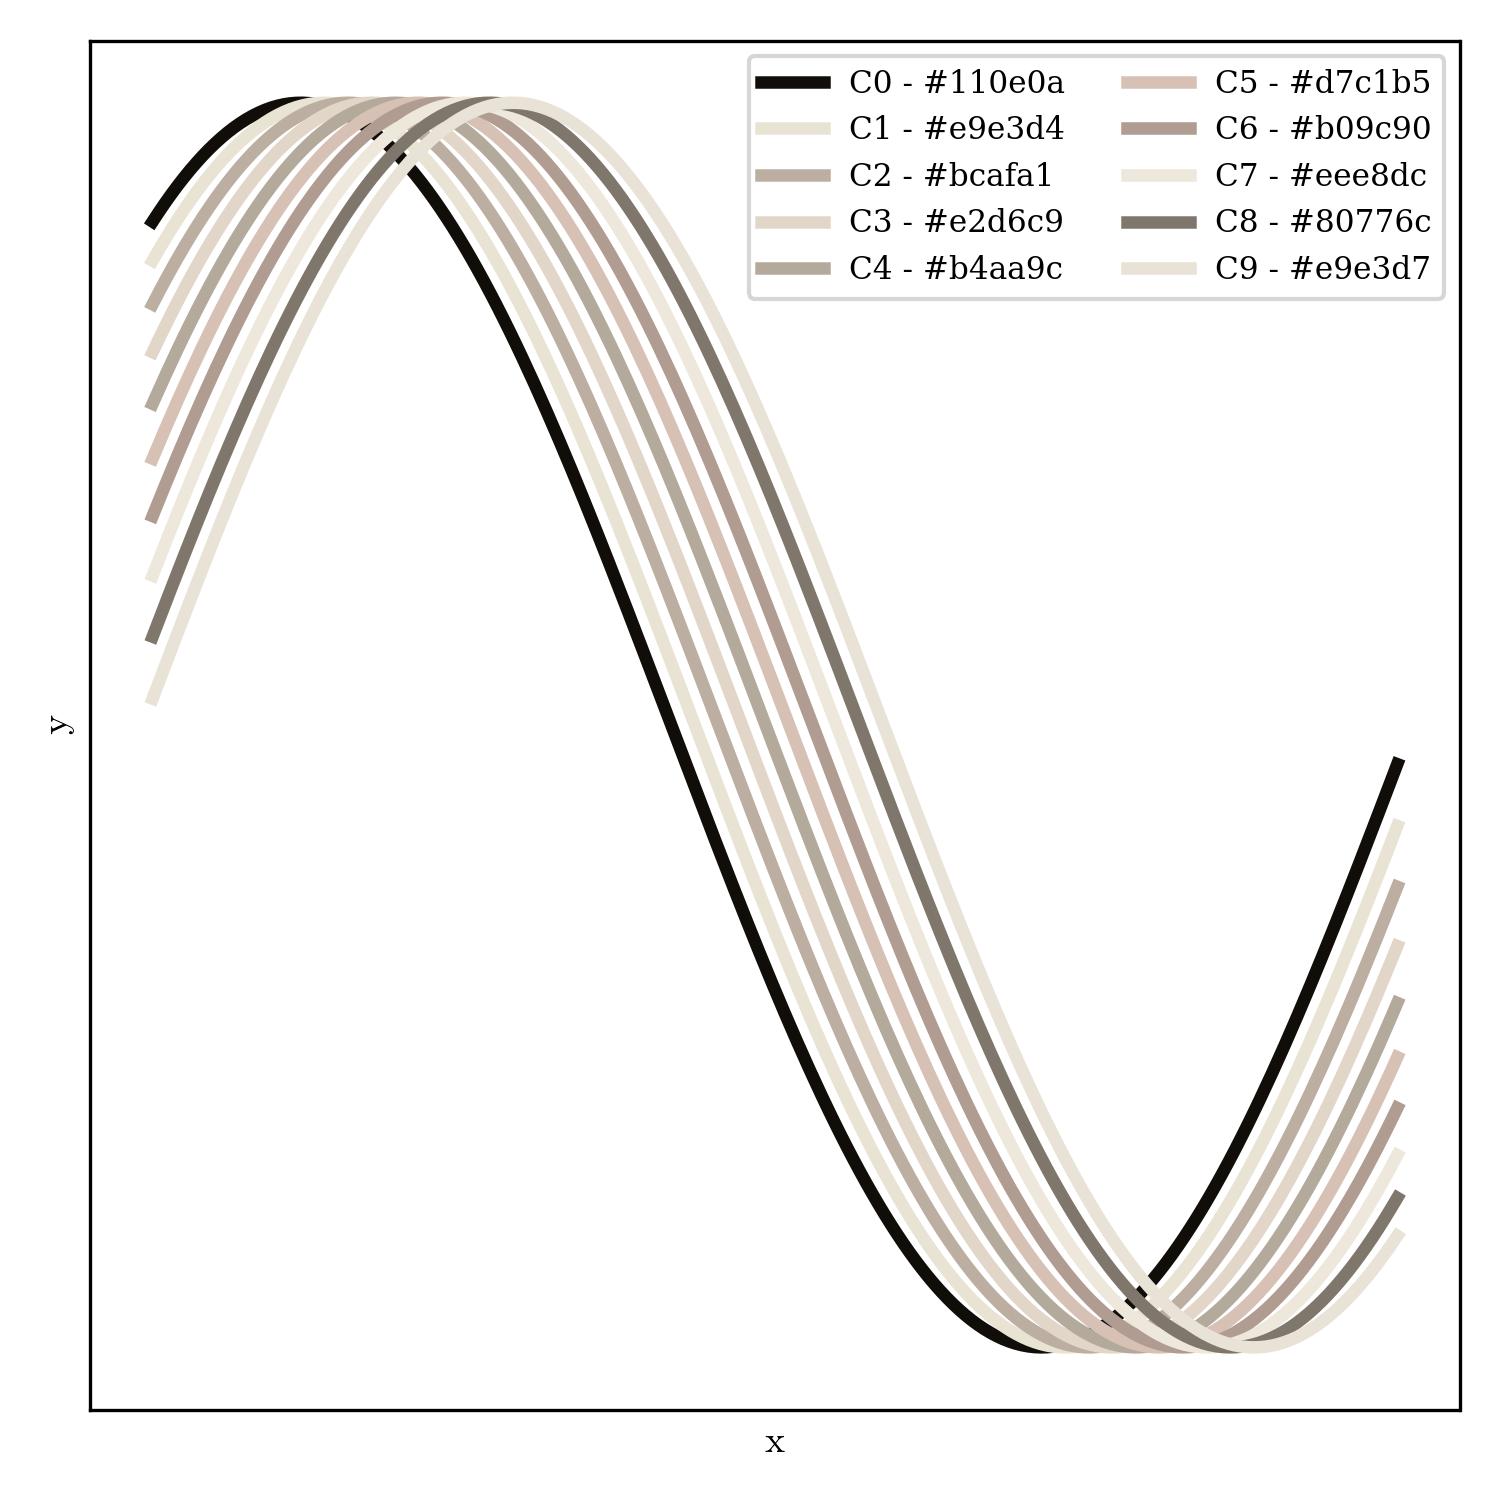 C0 - #110e0a
C1 - #e9e3d4
C2 - #bcafa1
C3 - #e2d6c9
C4 - #b4aa9c
C5 - #d7c1b5
C6 - #b09c90
C7 - #eee8dc
C8 - #80776c
C9 - #e9e3d7
y
x